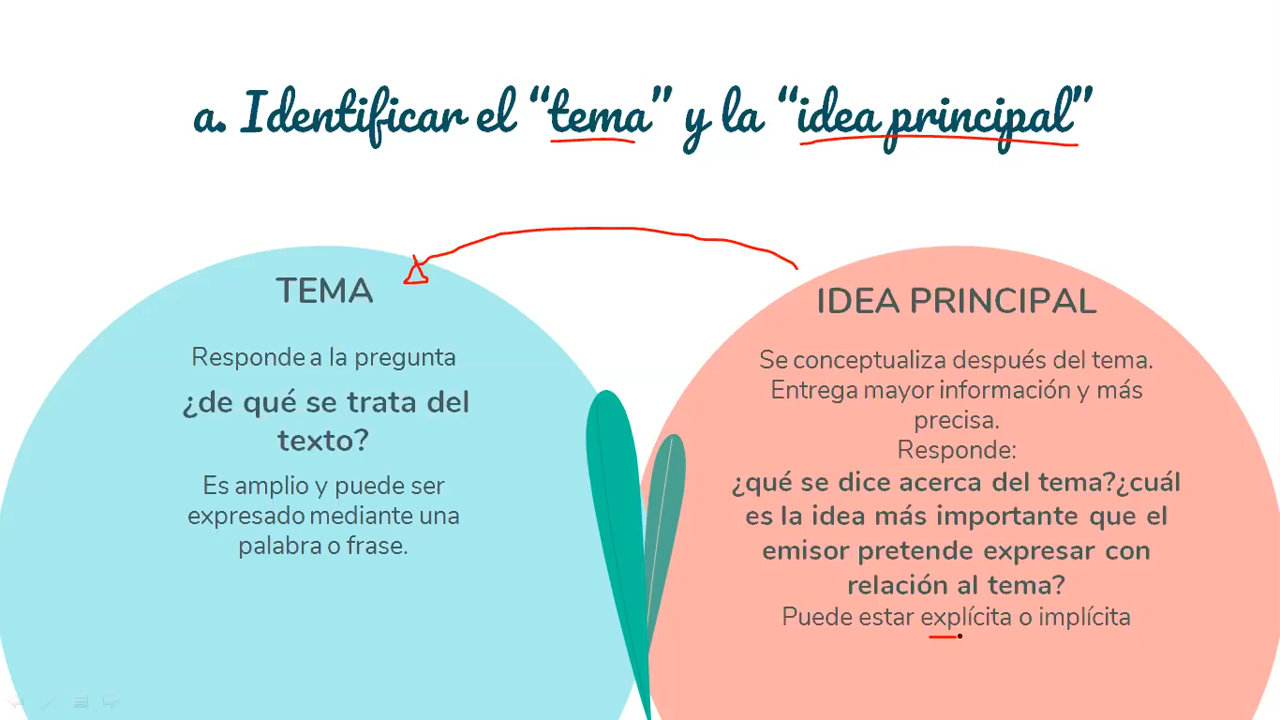 a. Identificar el “tema” y la “idea principal”
TEMA
Responde a la pregunta
¿de qué se trata del
texto?
Es amplio y puede ser
expresado mediante una
palabra o frase.
IDEA PRINCIPAL
Se conceptualiza después del tema.
Entrega mayor información y más
precisa.
Responde:
¿qué se dice acerca del tema?¿cuál
es la idea más importante que el
emisor pretende expresar con
relación al tema?
Puede estar explícita o implícita